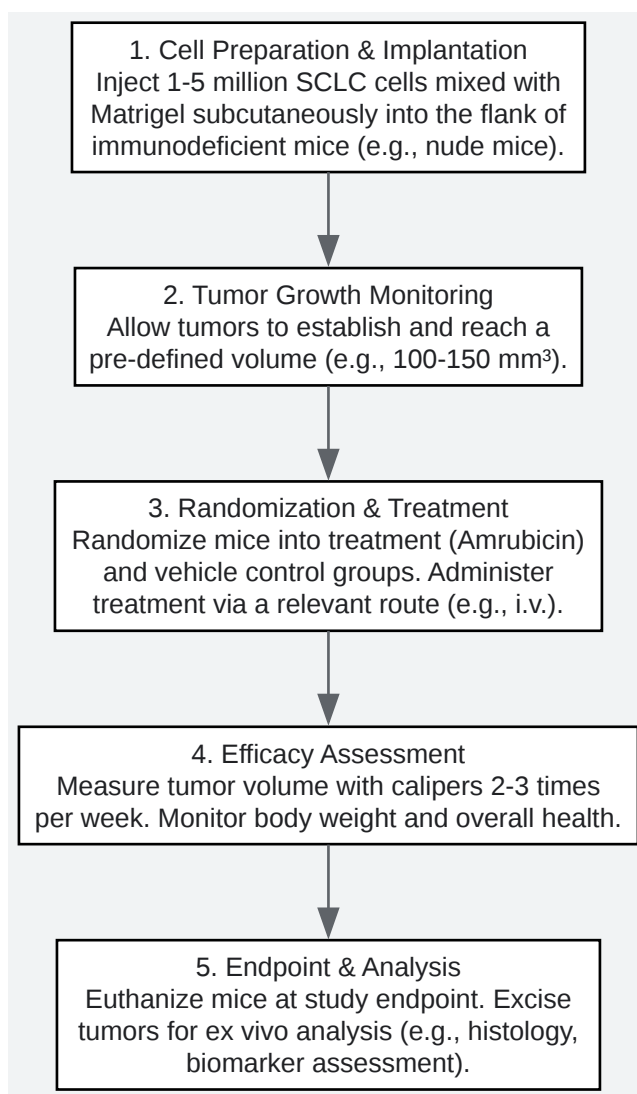 1. Cell Preparation & Implantation
Inject 1-5 million SCLC cells mixed with
Matrigel subcutaneously into the flank of
immunodeficient mice (e.g., nude mice).
2. Tumor Growth Monitoring
Allow tumors to establish and reach a
pre-defined volume (e.g., 100-150 mm³).
3. Randomization & Treatment
Randomize mice into treatment (Amrubicin)
and vehicle control groups. Administer
treatment via a relevant route (e.g., i.v.).
4. Efficacy Assessment
Measure tumor volume with calipers 2-3 times
per week. Monitor body weight and overall health.
5. Endpoint & Analysis
Euthanize mice at study endpoint. Excise
tumors for ex vivo analysis (e.g., histology,
biomarker assessment).